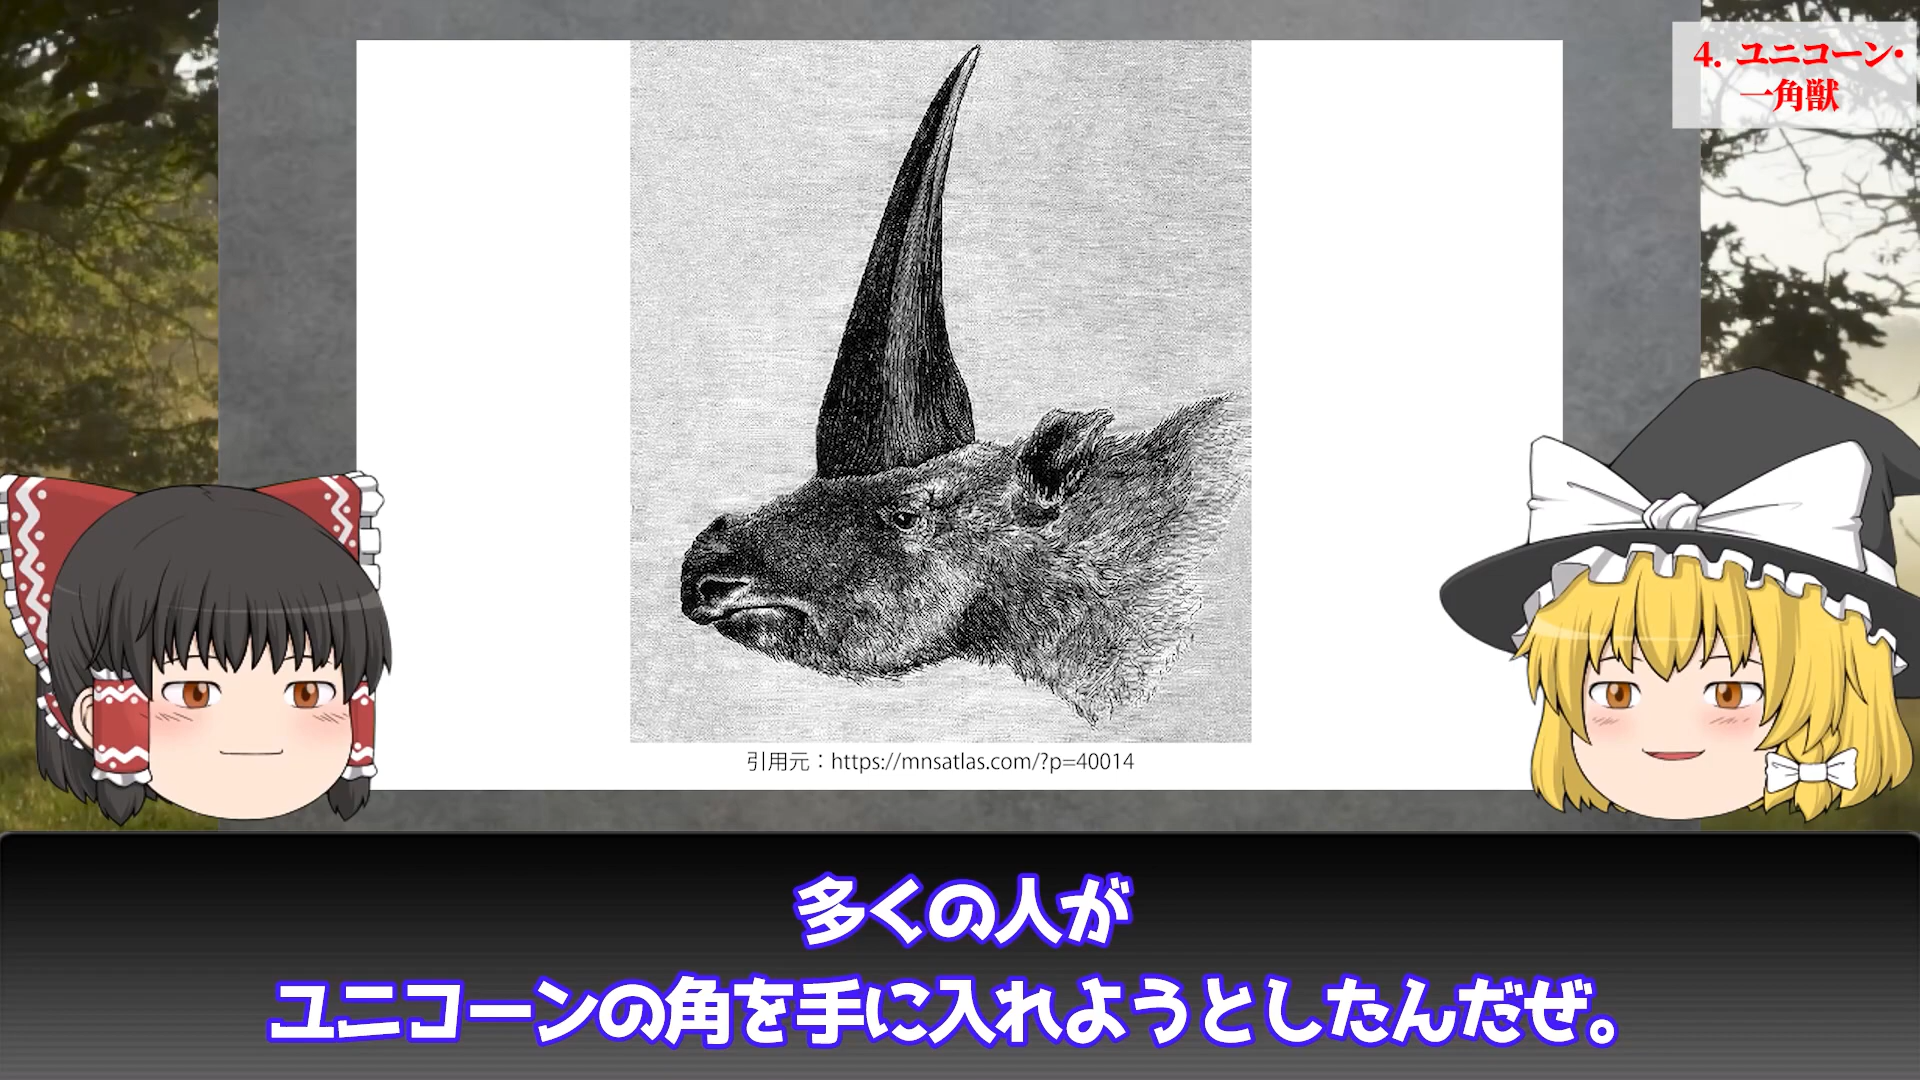 4. ユニコーン・
一角獣
引用元：https://mnsatlas.com/?p=40014
多くの人が
ユニコーンの角を手に入れようとしたんだぜ。